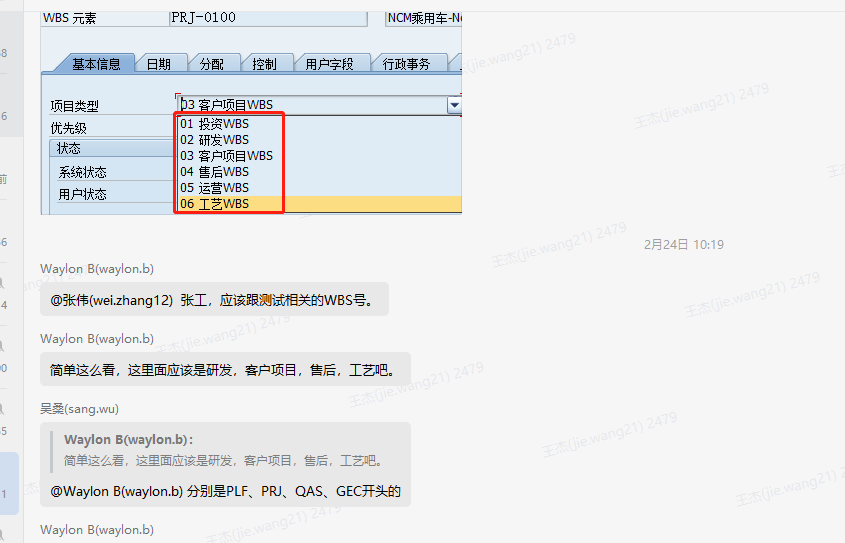 WBS 元素 PRJ-0100 NCM乘用车-N
基本信息 日期 分配 控制 用户字段 行政事务
项目类型 03 客户项目WBS
优先级 01 投资WBS
02 研发WBS
状态 03 客户项目WBS
系统状态 04 售后WBS
05 运营WBS
用户状态 06 工艺WBS
2月24日 10:19
Waylon B(waylon.b)
@张伟(wei.zhang12) 张工，应该跟测试相关的WBS号。
Waylon B(waylon.b)
简单这么看，这里面应该是研发，客户项目，售后，工艺吧。
吴桑(sang.wu)
Waylon B(waylon.b)：
简单这么看，这里面应该是研发，客户项目，售后，工艺吧。
@Waylon B(waylon.b) 分别是PLF、PRJ、QAS、GEC开头的
Waylon B(waylon.b)
王杰(jie.wang21) 2479